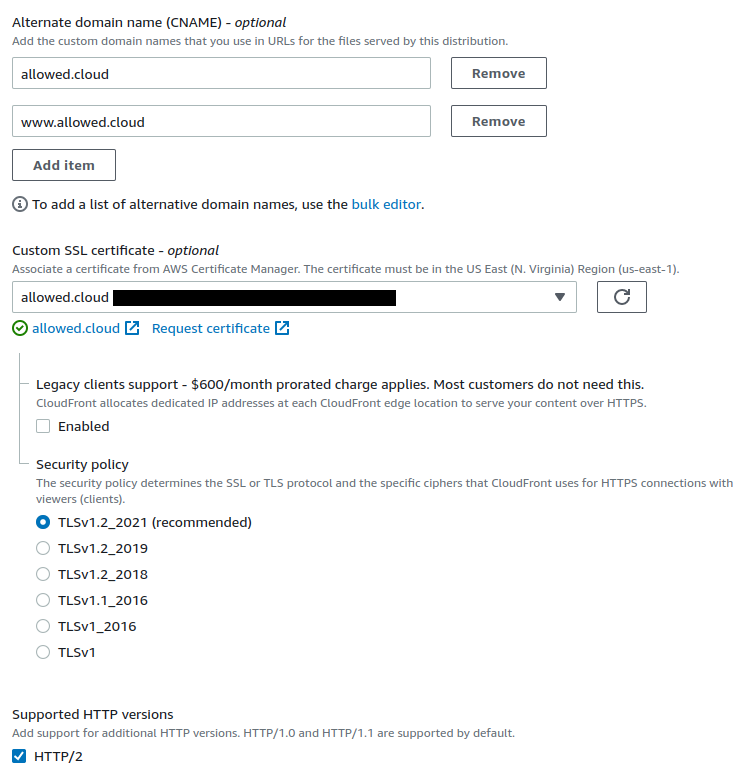 Alternate domain name (CNAME) - optional
Add the custom domain names that you use in URLs for the files served by this distribution.
allowed.cloud
Remove
www.allowed.cloud
Remove
Add item
To add a list of alternative domain names, use the bulk editor.
Custom SSL certificate - optional
Associate a certificate from AWS Certificate Manager. The certificate must be in the US East (N. Virginia) Region (us-east-1).
allowed.cloud
allowed.cloud Request certificate
Legacy clients support - $600/month prorated charge applies. Most customers do not need this.
CloudFront allocates dedicated IP addresses at each CloudFront edge location to serve your content over HTTPS.
Enabled
Security policy
The security policy determines the SSL or TLS protocol and the specific ciphers that CloudFront uses for HTTPS connections with
viewers (clients).
TLSv1.2_2021 (recommended)
TLSv1.2_2019
TLSv1.2_2018
TLSv1.1_2016
TLSv1_2016
TLSv1
Supported HTTP versions
Add support for additional HTTP versions. HTTP/1.0 and HTTP/1.1 are supported by default.
HTTP/2